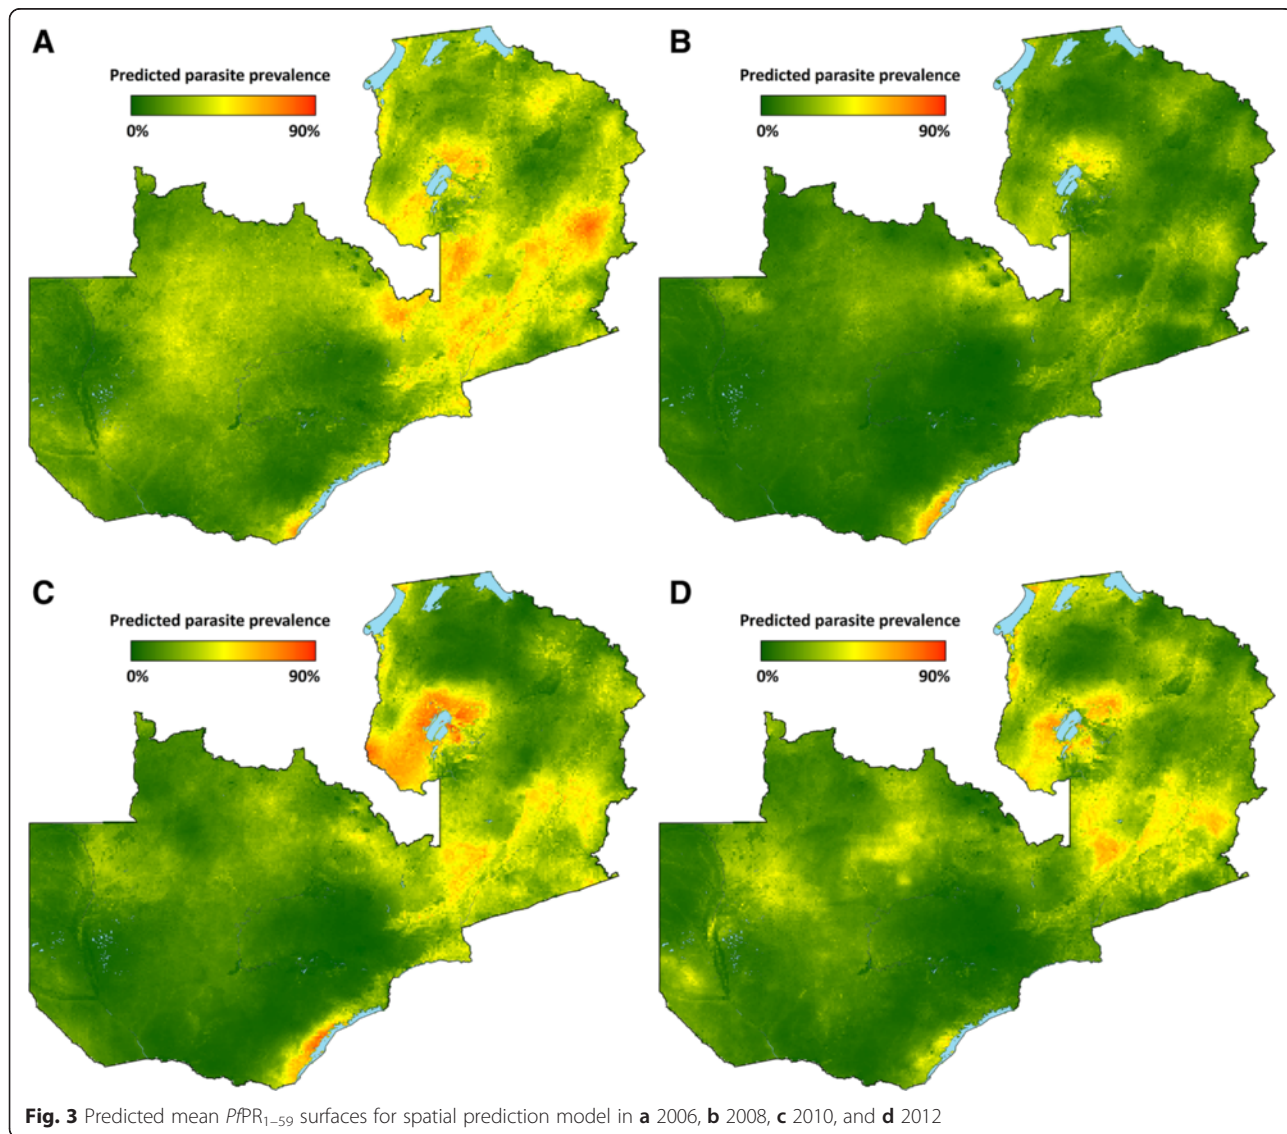 A
Predicted parasite prevalence
0% 90%
B
Predicted parasite prevalence
0% 90%
C
Predicted parasite prevalence
0% 90%
D
Predicted parasite prevalence
0% 90%
Fig. 3 Predicted mean PfPR1–59 surfaces for spatial prediction model in a 2006, b 2008, c 2010, and d 2012